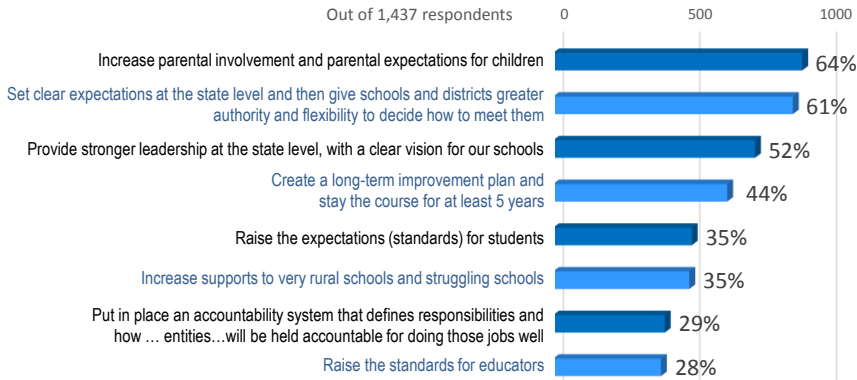 Out of 1,437 respondents 0 500 1000
Increase parental involvement and parental expectations for children 64%
Set clear expectations at the state level and then give schools and districts greater
authority and flexibility to decide how to meet them 61%
Provide stronger leadership at the state level, with a clear vision for our schools 52%
Create a long-term improvement plan and
stay the course for at least 5 years 44%
Raise the expectations (standards) for students 35%
Increase supports to very rural schools and struggling schools 35%
Put in place an accountability system that defines responsibilities and
how … entities…will be held accountable for doing those jobs well 29%
Raise the standards for educators 28%